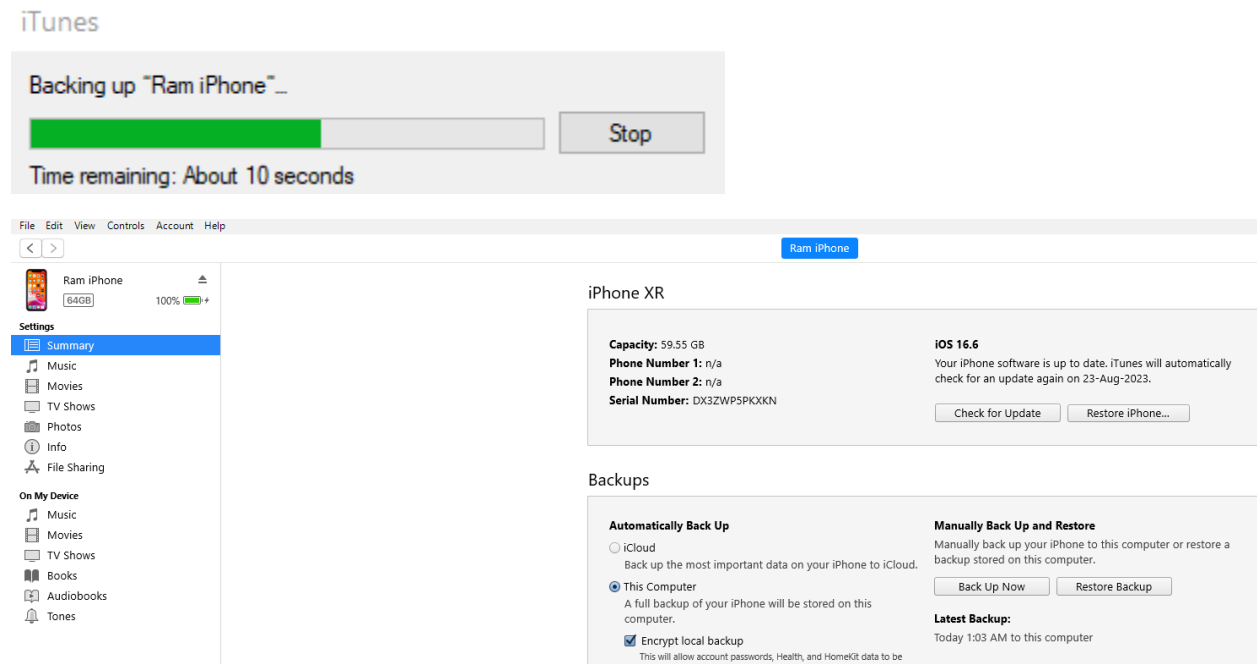 iTunes
Backing up "Ram iPhone"...
Stop
Time remaining: About 10 seconds
File Edit View Controls Account Help
Ram iPhone
Ram iPhone
64GB
100%
Settings
Summary
Music
Movies
TV Shows
Photos
Info
File Sharing
On My Device
Music
Movies
TV Shows
Books
Audiobooks
Tones
iPhone XR
Capacity: 59.55 GB
Phone Number 1: n/a
Phone Number 2: n/a
Serial Number: DX3ZWP5PKXKN
iOS 16.6
Your iPhone software is up to date. iTunes will automatically
check for an update again on 23-Aug-2023.
Check for Update
Restore iPhone...
Backups
Automatically Back Up
iCloud
Back up the most important data on your iPhone to iCloud.
This Computer
A full backup of your iPhone will be stored on this
computer.
Encrypt local backup
This will allow account passwords, Health, and HomeKit data to be
Manually Back Up and Restore
Manually back up your iPhone to this computer or restore a
backup stored on this computer.
Back Up Now
Restore Backup
Latest Backup:
Today 1:03 AM to this computer